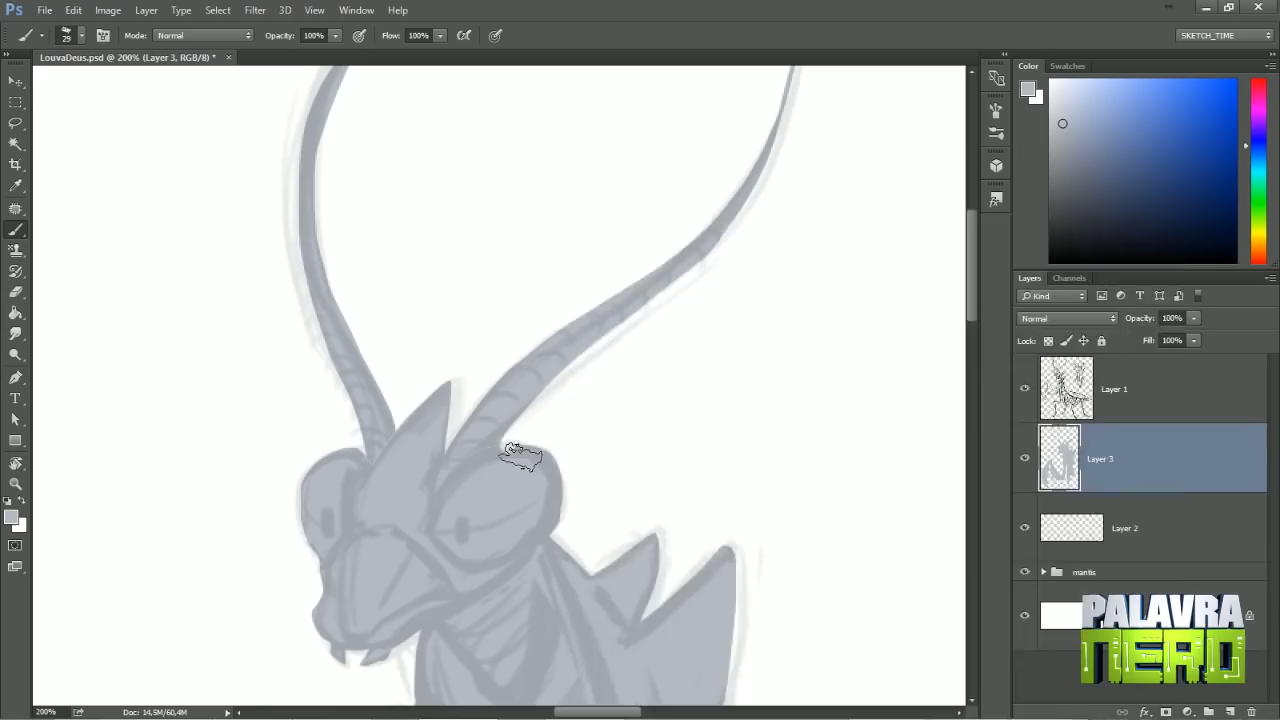 Ps File Edit Image Layer Type Select Filter 3D View Window Help
29 Mode: Normal Opacity: 100% Flow: 100% SKETCH_TIME
LouvaDeus.psd @ 200% (Layer 3, RGB/8) * ×
Color Swatches
Layers Channels
Kind
Normal Opacity: 100%
Lock: Fill: 100%
Layer 1
Layer 3
Layer 2
mantis
PALAVRA
NERD
200% Doc: 14,5M/60,4M